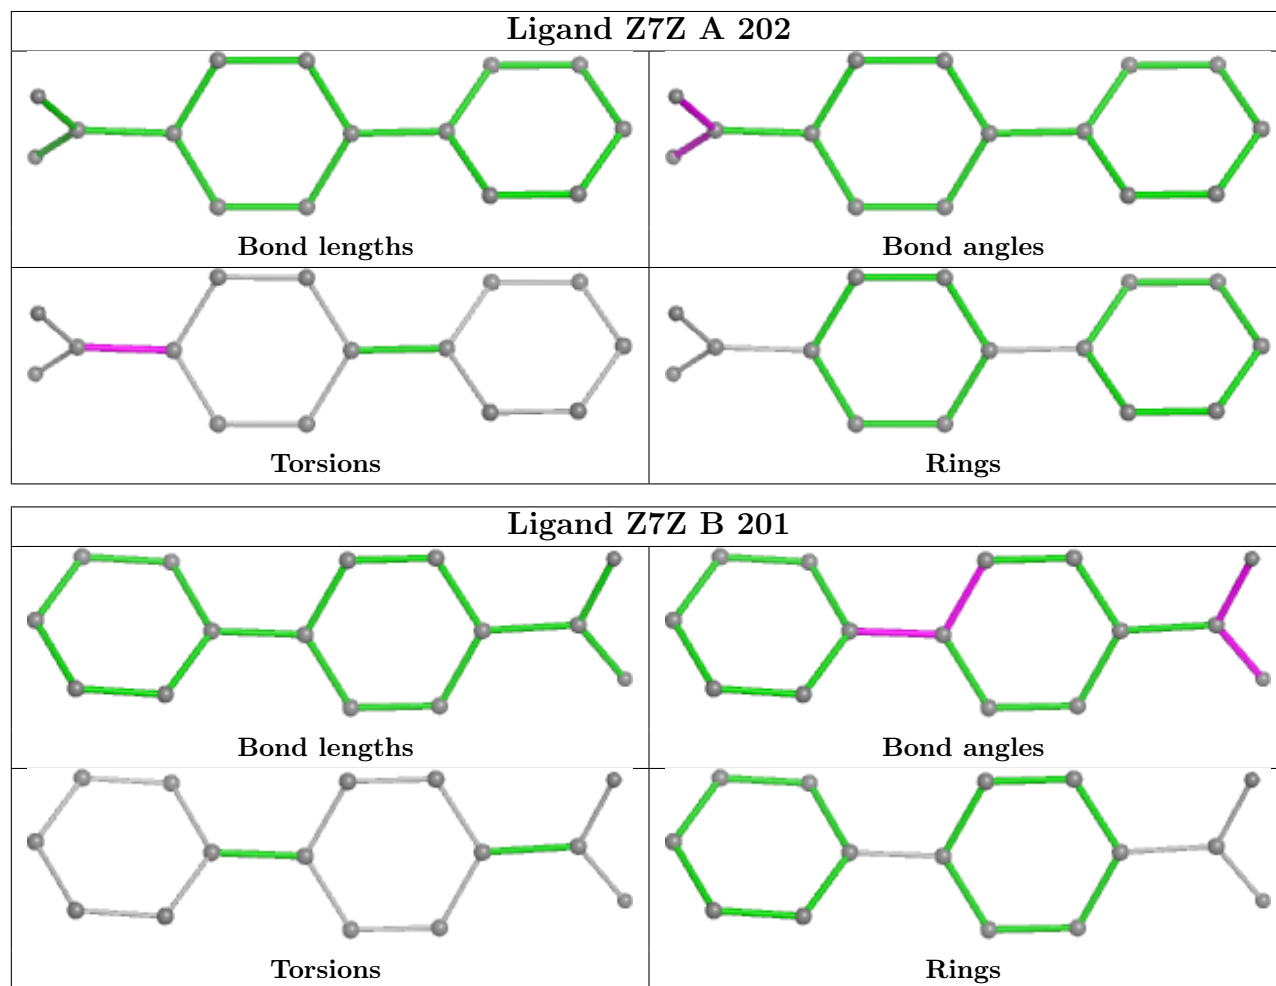 Ligand Z7Z A 202
Bond lengths
Bond angles
Torsions
Rings
Ligand Z7Z B 201
Bond lengths
Bond angles
Torsions
Rings